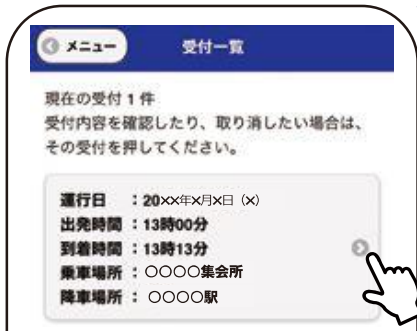 メニュー 受付一覧
現在の受付 1 件
受付内容を確認したり、取り消したい場合は、
その受付を押してください。
運行日 : 20××年×月×日 (×)
出発時間 : 13時00分
到着時間 : 13時13分
乗車場所 : 〇〇〇〇集会所
降車場所 : 〇〇〇〇駅